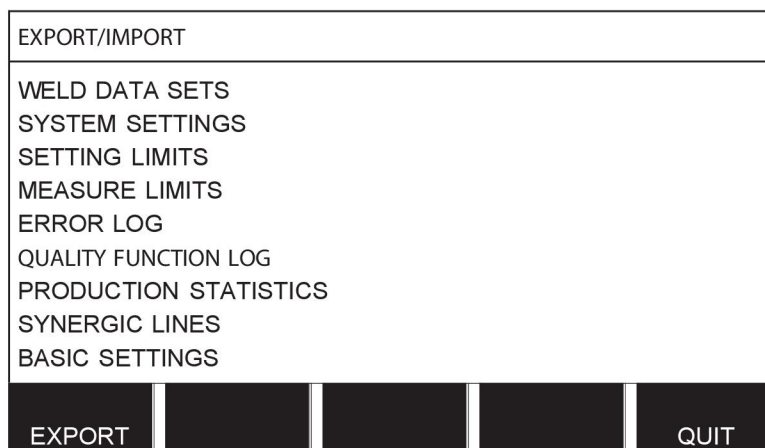 EXPORT/IMPORT
WELD DATA SETS
SYSTEM SETTINGS
SETTING LIMITS
MEASURE LIMITS
ERROR LOG
QUALITY FUNCTION LOG
PRODUCTION STATISTICS
SYNERGIC LINES
BASIC SETTINGS
EXPORT QUIT